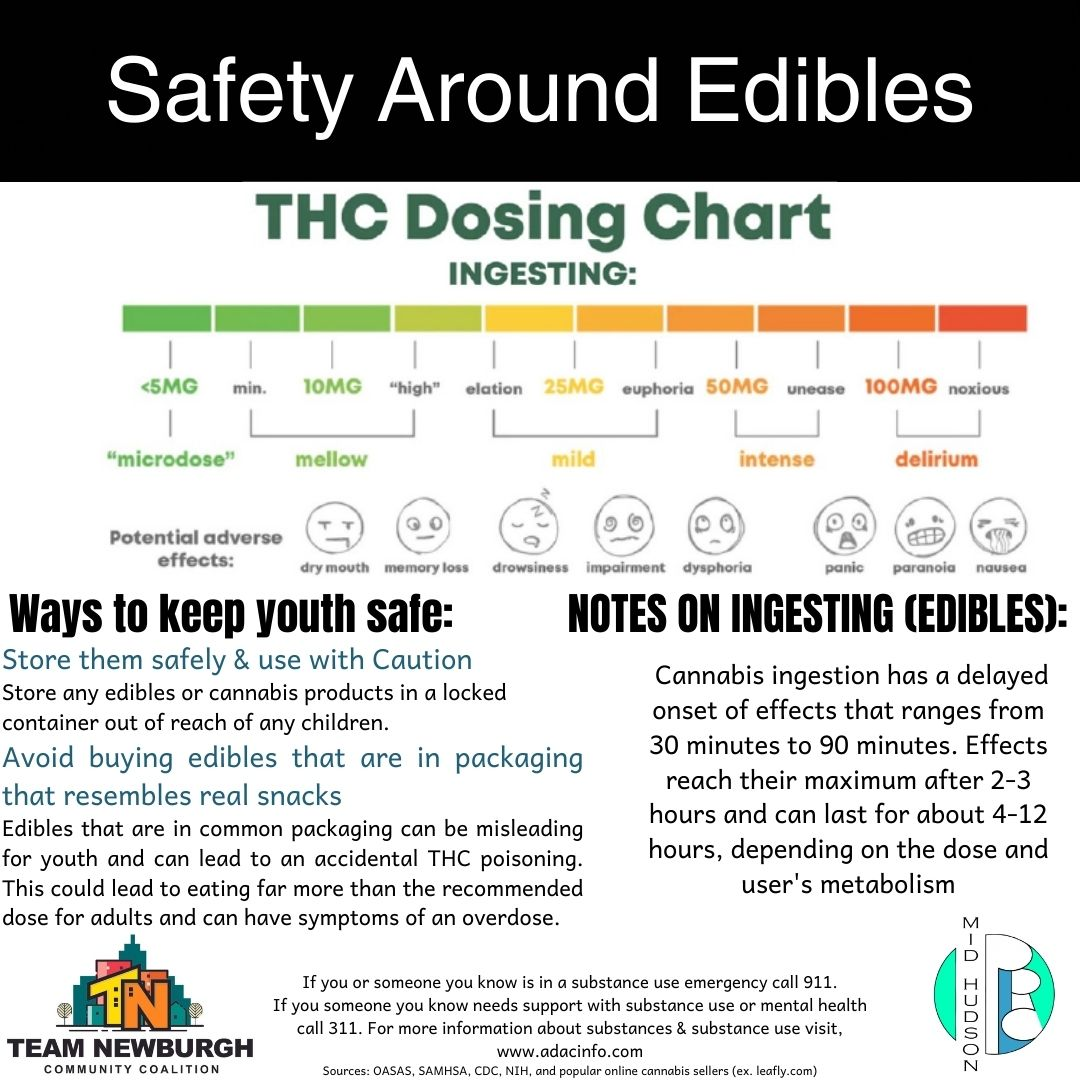 Safety Around Edibles
THC Dosing Chart
INGESTING:
<5MG min. 10MG “high” elation 25MG euphoria 50MG unease 100MG noxious
“microdose” mellow mild intense delirium
Potential adverse
effects:
dry mouth memory loss drowsiness impairment dysphoria panic paranoia nausea
z z z
Ways to keep youth safe:
Store them safely & use with Caution
Store any edibles or cannabis products in a locked
container out of reach of any children.
Avoid buying edibles that are in packaging
that resembles real snacks
Edibles that are in common packaging can be misleading
for youth and can lead to an accidental THC poisoning.
This could lead to eating far more than the recommended
dose for adults and can have symptoms of an overdose.
NOTES ON INGESTING (EDIBLES):
Cannabis ingestion has a delayed
onset of effects that ranges from
30 minutes to 90 minutes. Effects
reach their maximum after 2-3
hours and can last for about 4-12
hours, depending on the dose and
user's metabolism
TN
TEAM NEWBURGH
COMMUNITY COALITION
If you or someone you know is in a substance use emergency call 911.
If you someone you know needs support with substance use or mental health
call 311. For more information about substances & substance use visit,
www.adacinfo.com
Sources: OASAS, SAMHSA, CDC, NIH, and popular online cannabis sellers (ex. leafly.com)
MID HUDSON